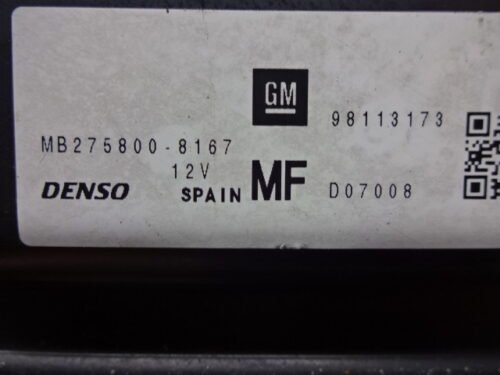 GM
98113173
MB275800-8167
12V
DENSO SPAIN MF D07008